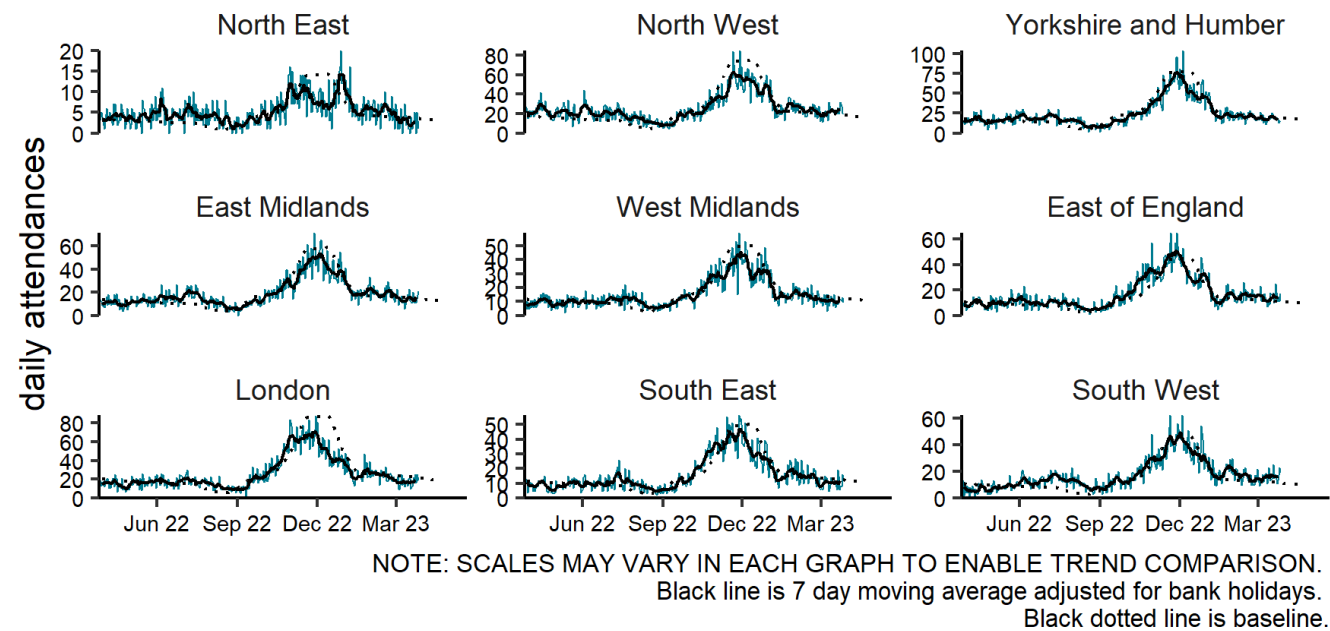 North East
North West
Yorkshire and Humber
20
15
10
5
0
80
60
40
20
0
100
75
50
25
0
daily attendances
East Midlands
West Midlands
East of England
60
40
20
0
50
40
30
20
10
0
60
40
20
0
London
South East
South West
80
60
40
20
0
50
40
30
20
10
0
60
40
20
0
Jun 22 Sep 22 Dec 22 Mar 23
Jun 22 Sep 22 Dec 22 Mar 23
Jun 22 Sep 22 Dec 22 Mar 23
NOTE: SCALES MAY VARY IN EACH GRAPH TO ENABLE TREND COMPARISON.
Black line is 7 day moving average adjusted for bank holidays.
Black dotted line is baseline.